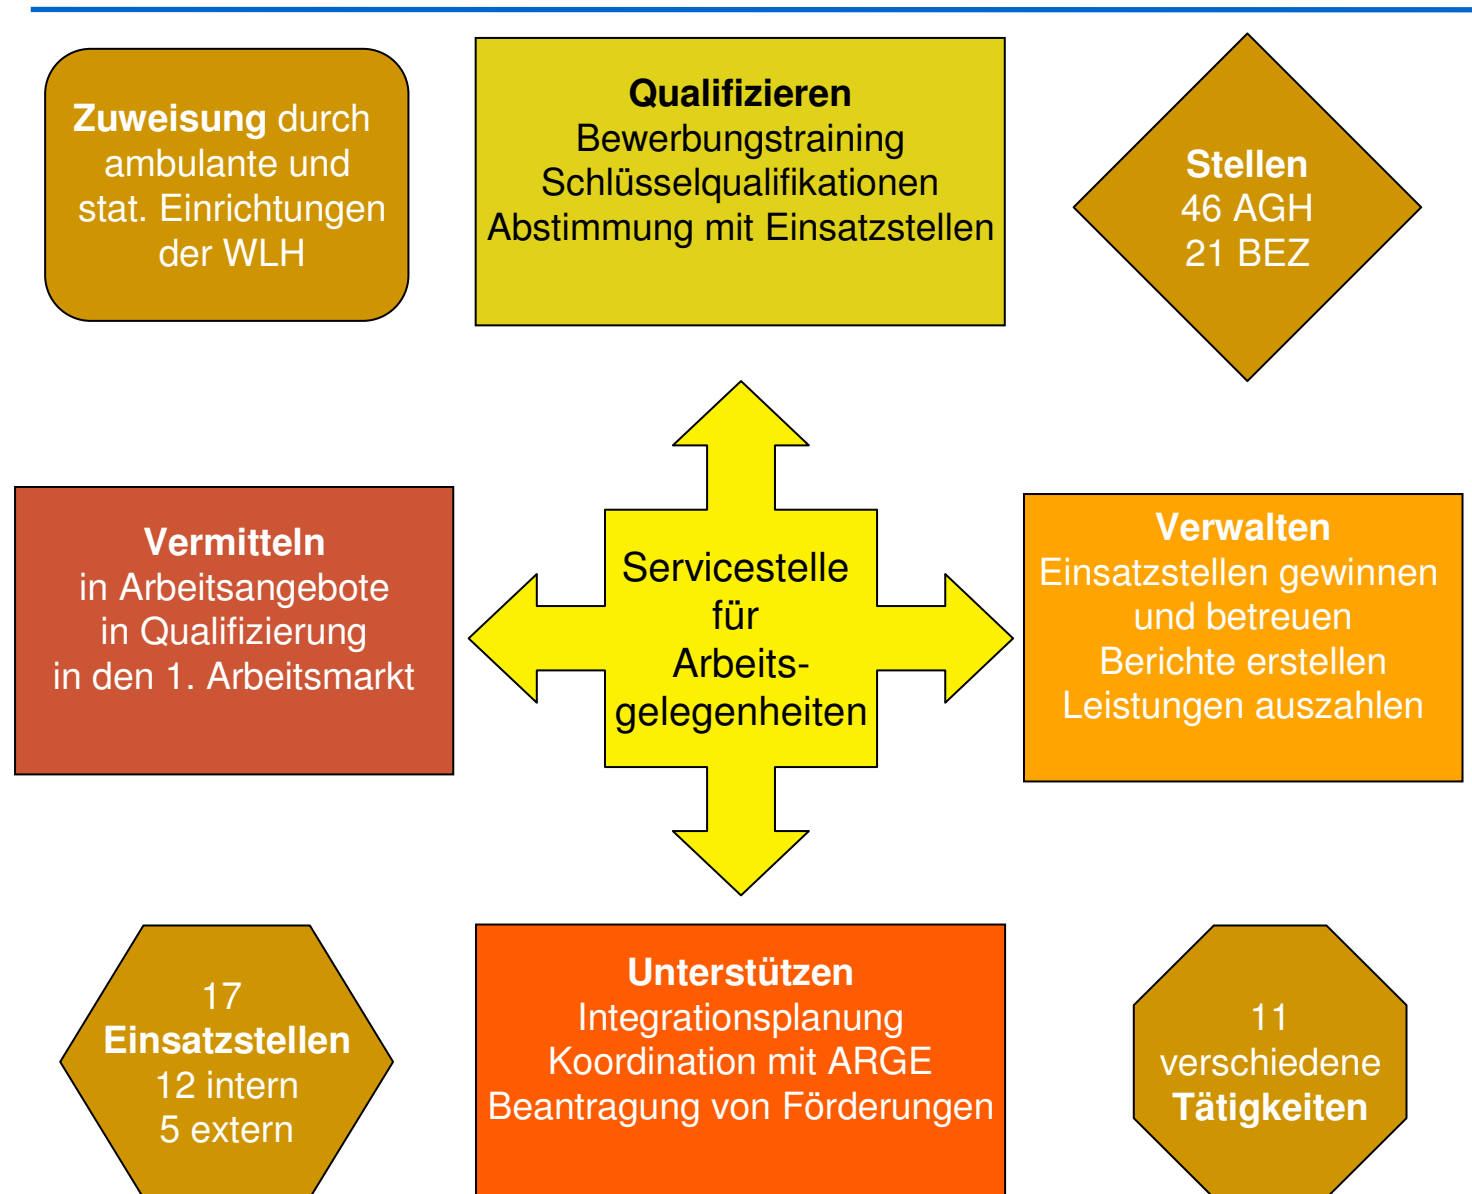 Zuweisung durch
ambulante und
stat. Einrichtungen
der WLH
Qualifizieren
Bewerbungstraining
Schlüsselqualifikationen
Abstimmung mit Einsatzstellen
Stellen
46 AGH
21 BEZ
Vermitteln
in Arbeitsangebote
in Qualifizierung
in den 1. Arbeitsmarkt
Servicestelle
für
Arbeits-
gelegenheiten
Verwalten
Einsatzstellen gewinnen
und betreuen
Berichte erstellen
Leistungen auszahlen
17
Einsatzstellen
12 intern
5 extern
Unterstützen
Integrationsplanung
Koordination mit ARGE
Beantragung von Förderungen
11
verschiedene
Tätigkeiten